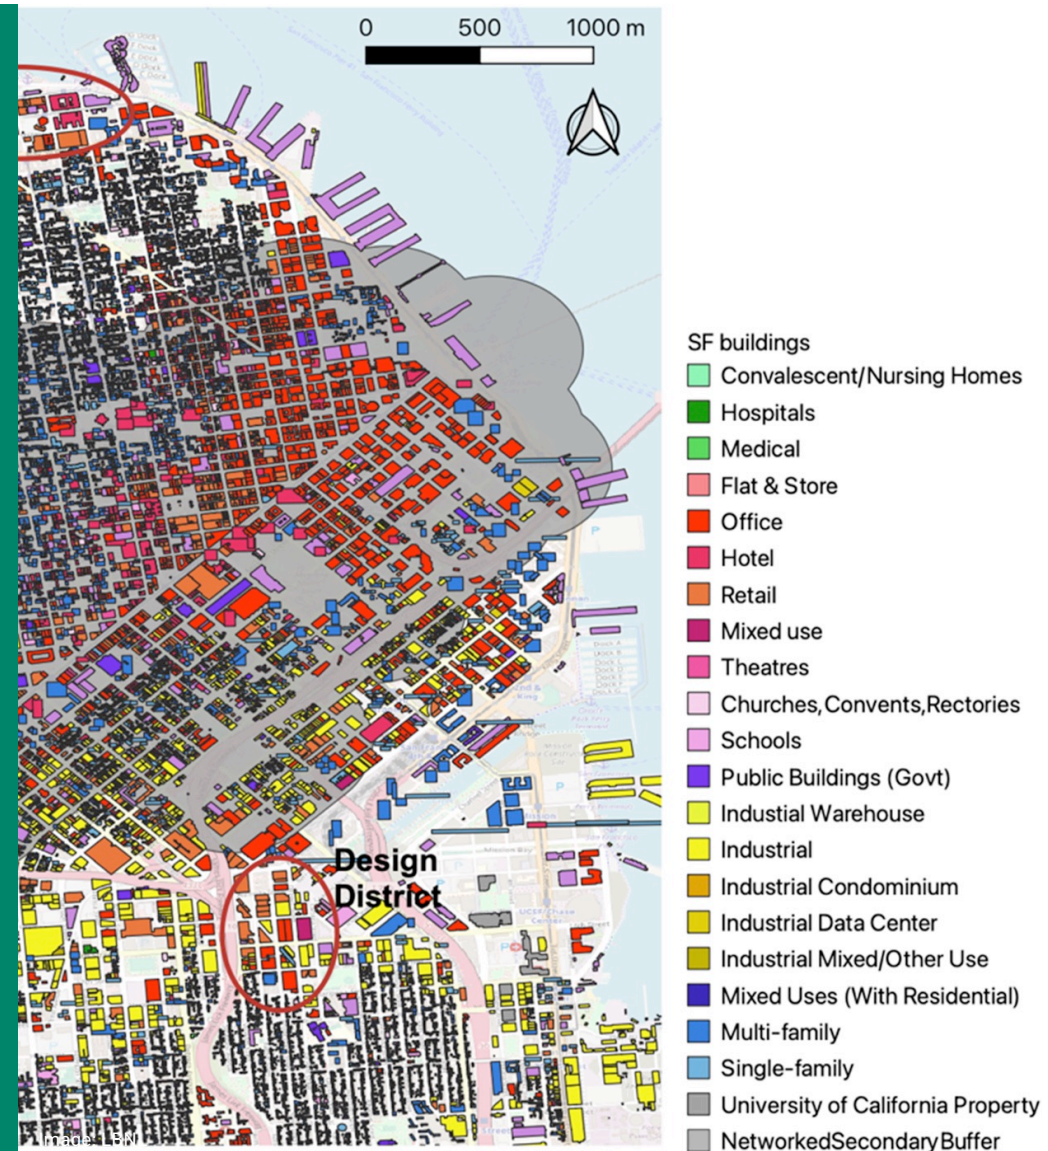 0 500 1000 m
Design
District
SF buildings
Convalescent/Nursing Homes
Hospitals
Medical
Flat & Store
Office
Hotel
Retail
Mixed use
Theatres
Churches,Convents,Rectories
Schools
Public Buildings (Govt)
Industial Warehouse
Industrial
Industrial Condominium
Industrial Data Center
Industrial Mixed/Other Use
Mixed Uses (With Residential)
Multi-family
Single-family
University of California Property
NetworkedSecondaryBuffer
Image: LBNL